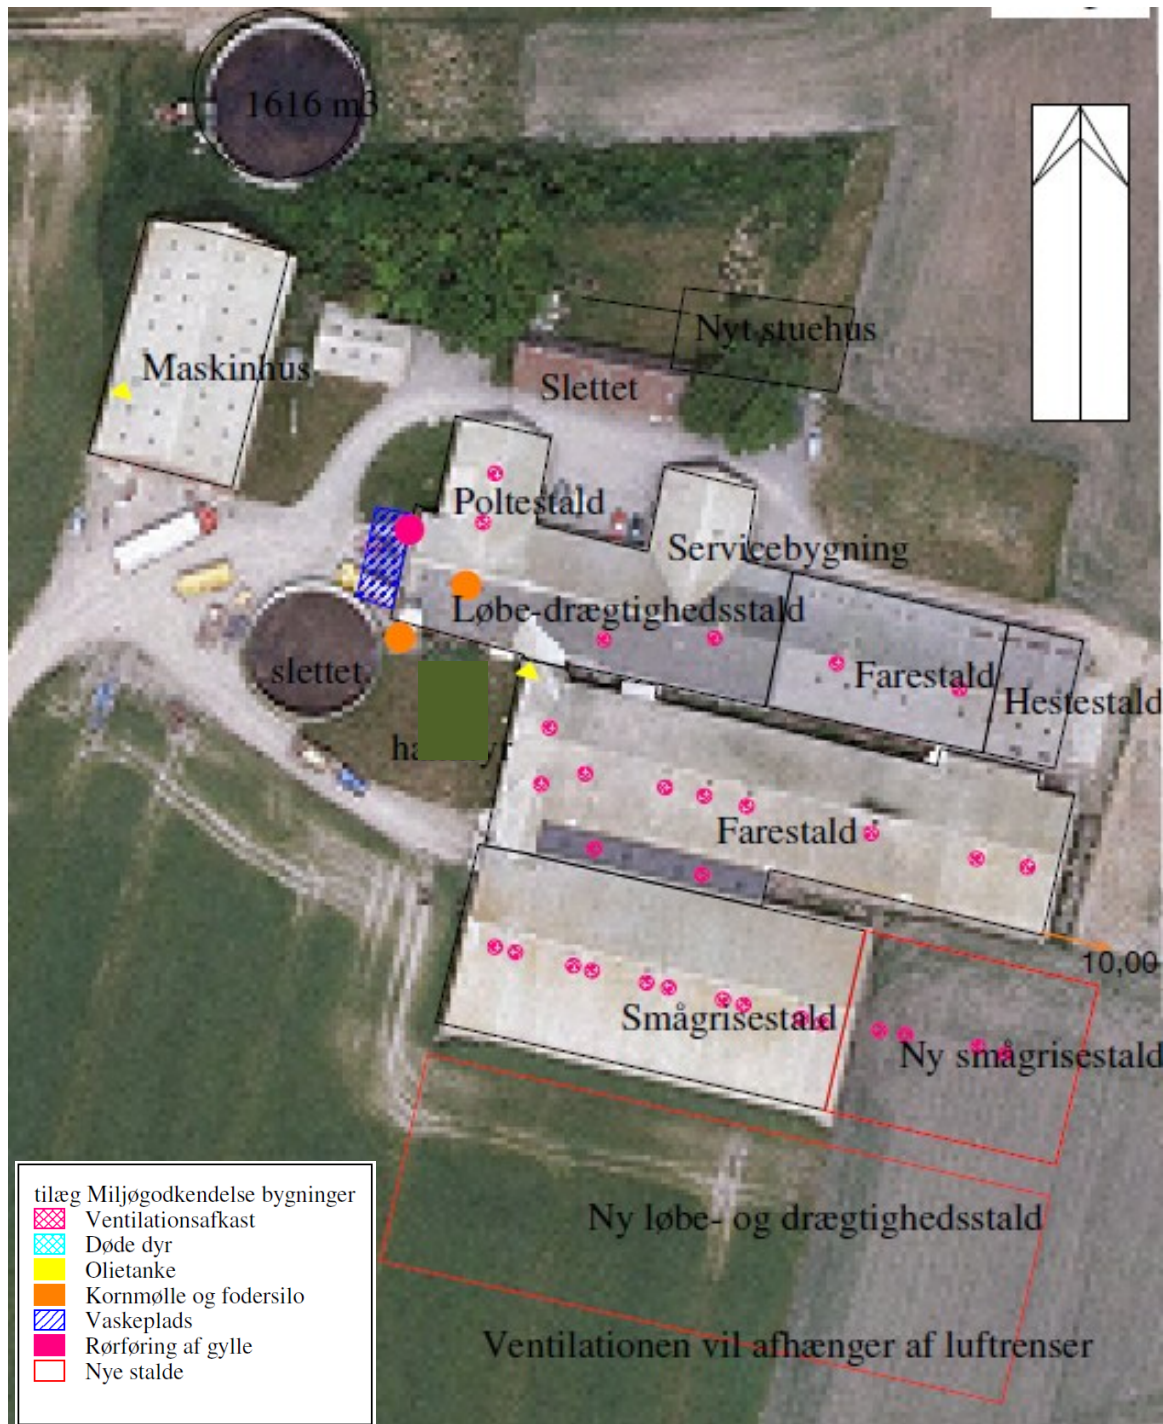 1616 m3
Nyt stuehus
Maskinhus
Slettet
Poltestald
Servicebygning
Løbe-drægtighedsstald
slettet
Farestald
Hestestald
Farestald
10,00
Smågrisestald
Ny smågrisestald
Ny løbe- og drægtighedsstald
Ventilationen vil afhænger af luftrenser
tilæg Miljøgodkendelse bygninger
Ventilationsafkast
Døde dyr
Olietanke
Kornmølle og fodersilo
Vaskeplads
Rørføring af gylle
Nye stalde